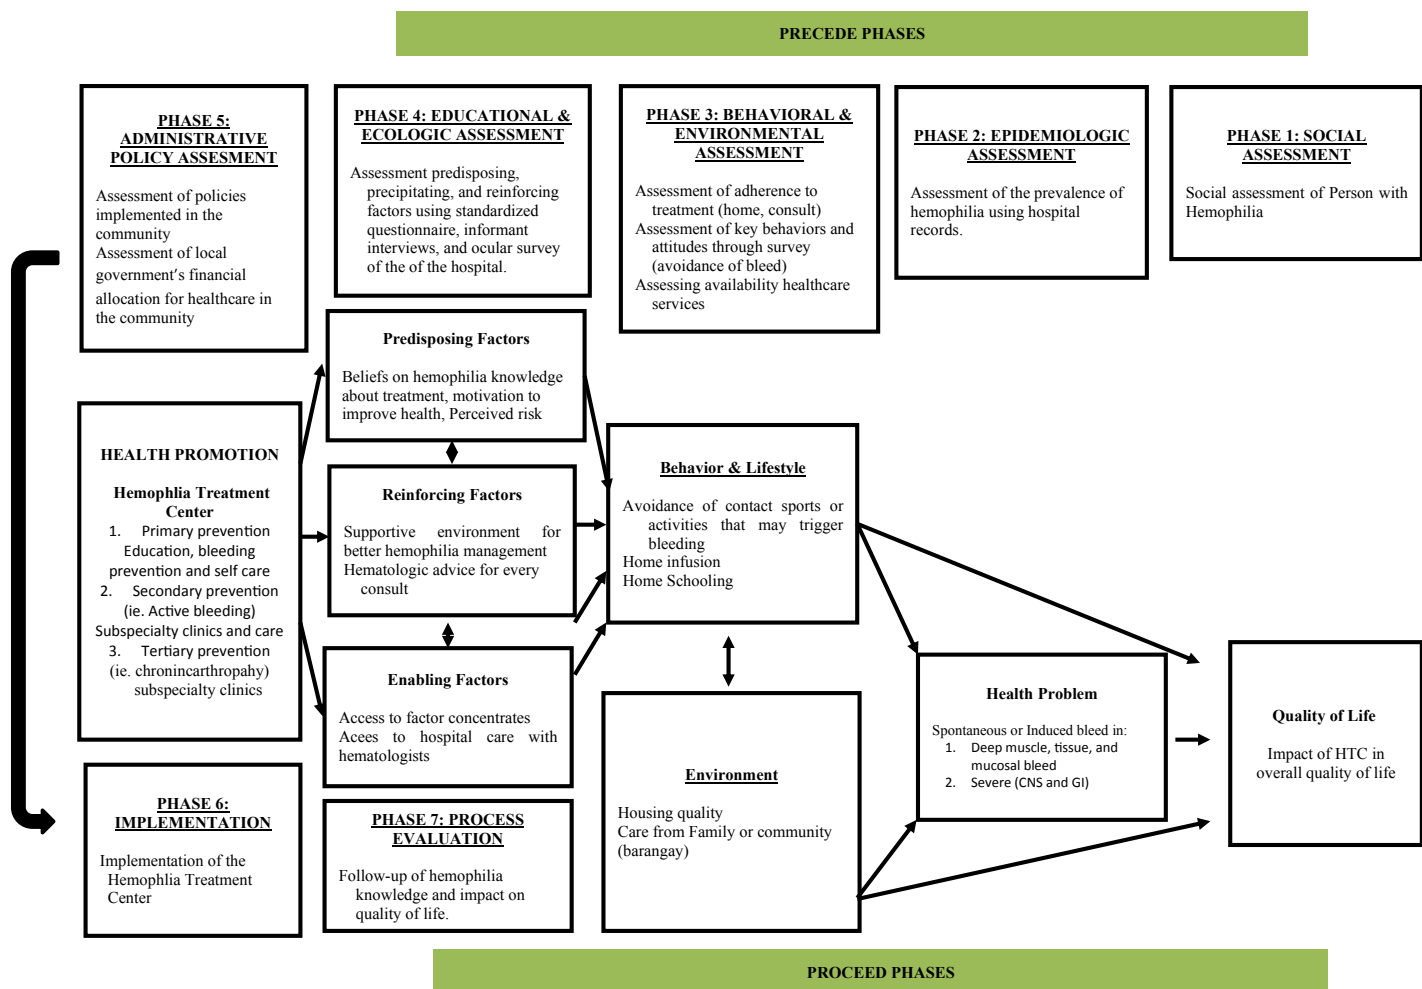 PRECEDE PHASES
PHASE 5:
ADMINISTRATIVE
POLICY ASSESMENT
Assessment of policies
implemented in the
community
Assessment of local
government's financial
allocation for healthcare in
the community
PHASE 4: EDUCATIONAL &
ECOLOGIC ASSESSMENT
Assessment predisposing,
precipitating, and reinforcing
factors using standardized
questionnaire, informant
interviews, and ocular survey
of the of the hospital.
PHASE 3: BEHAVIORAL &
ENVIRONMENTAL
ASSESSMENT
Assessment of adherence to
treatment (home, consult)
Assessment of key behaviors and
attitudes through survey
(avoidance of bleed)
Assessing availability healthcare
services
PHASE 2: EPIDEMIOLOGIC
ASSESSMENT
Assessment of the prevalence of
hemophilia using hospital
records.
PHASE 1: SOCIAL
ASSESSMENT
Social assessment of Person with
Hemophilia
HEALTH PROMOTION
Hemophlia Treatment
Center
1. Primary prevention
Education, bleeding
prevention and self care
2. Secondary prevention
(ie. Active bleeding)
Subspecialty clinics and care
3. Tertiary prevention
(ie. chronincarthropahy)
subspecialty clinics
Predisposing Factors
Beliefs on hemophilia knowledge
about treatment, motivation to
improve health, Perceived risk
Reinforcing Factors
Supportive environment for
better hemophilia management
Hematologic advice for every
consult
Enabling Factors
Access to factor concentrates
Acees to hospital care with
hematologists
Behavior & Lifestyle
Avoidance of contact sports or
activities that may trigger
bleeding
Home infusion
Home Schooling
Environment
Housing quality
Care from Family or community
(barangay)
Health Problem
Spontaneous or Induced bleed in:
1. Deep muscle, tissue, and
mucosal bleed
2. Severe (CNS and GI)
Quality of Life
Impact of HTC in
overall quality of life
PHASE 6:
IMPLEMENTATION
Implementation of the
Hemophlia Treatment
Center
PHASE 7: PROCESS
EVALUATION
Follow-up of hemophilia
knowledge and impact on
quality of life.
PROCEED PHASES